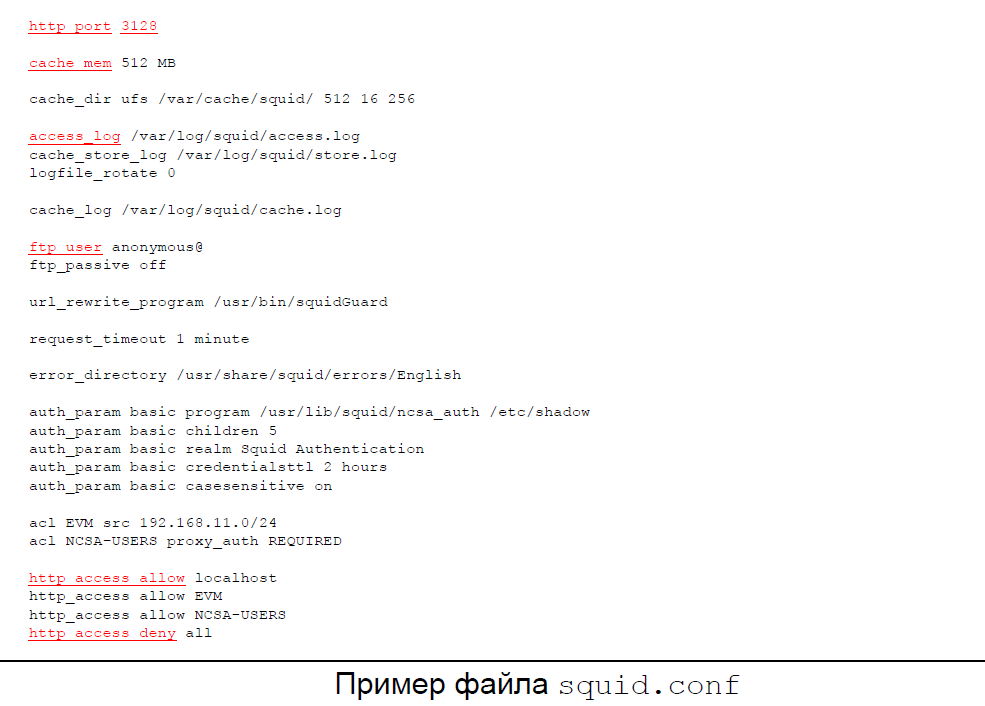 http_port 3128
cache_mem 512 MB
cache_dir ufs /var/cache/squid/ 512 16 256
access_log /var/log/squid/access.log
cache_store_log /var/log/squid/store.log
logfile_rotate 0
cache_log /var/log/squid/cache.log
ftp_user anonymous@
ftp_passive off
url_rewrite_program /usr/bin/squidGuard
request_timeout 1 minute
error_directory /usr/share/squid/errors/English
auth_param basic program /usr/lib/squid/ncsa_auth /etc/shadow
auth_param basic children 5
auth_param basic realm Squid Authentication
auth_param basic credentialsttl 2 hours
auth_param basic casesensitive on
acl EVM src 192.168.11.0/24
acl NCSA-USERS proxy_auth REQUIRED
http_access allow localhost
http_access allow EVM
http_access allow NCSA-USERS
http_access deny all
Пример файла squid.conf